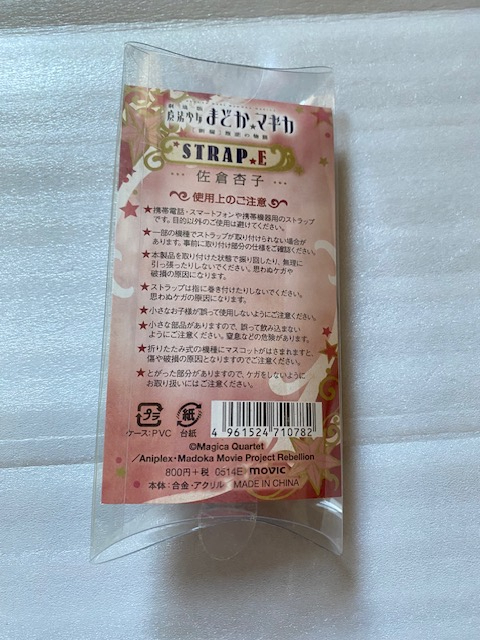 劇場版
魔法少女まどか★マギカ
[新編]叛逆の物語
★STRAP★E
佐倉杏子
使用上のご注意
★携帯電話・スマートフォンや携帯機器用のストラップ
です。目的以外のご使用は避けてください。
★一部の機種でストラップが取り付けられない場合が
あります。事前に取り付け部分の仕様をご確認ください。
★本製品を取り付けた状態で振り回したり、無理に
引っ張ったりしないでください。思わぬケガや
破損の原因になります。
★ストラップは指に巻き付けたりしないでください。
思わぬケガの原因になります。
★小さなお子様が誤って使用しないようにご注意ください。
★小さな部品がありますので、誤って飲み込まない
ようにご注意ください。窒息などの危険があります。
★折りたたみ式の機種にマスコットがはさまれますと、
傷や破損の原因となりますのでご注意ください。
★とがった部分がありますので、ケガをしないように
お取り扱いにはご注意ください。
プラ
ケース:PVC
紙
台紙
4 961524 710782
©Magica Quartet
/Aniplex・Madoka Movie Project Rebellion
800円+税 0514E movic
本体:合金・アクリル MADE IN CHINA